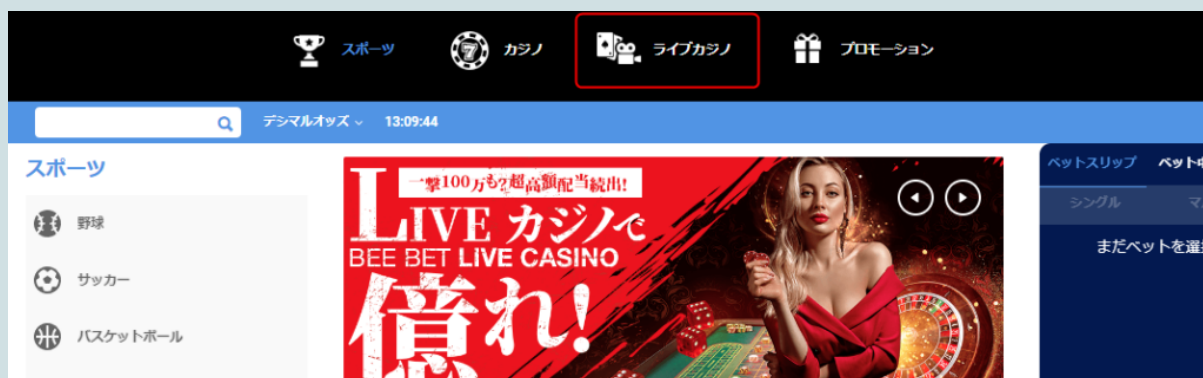 スポーツ
カジノ
ライブカジノ
プロモーション
デシマルオッズ
13:09:44
スポーツ
野球
サッカー
バスケットボール
一撃100万も?超高額配当続出!
LIVE カジノで
BEE BET LIVE CASINO
億れ!
ベットスリップ
ベット
シングル
マ
まだベットを選